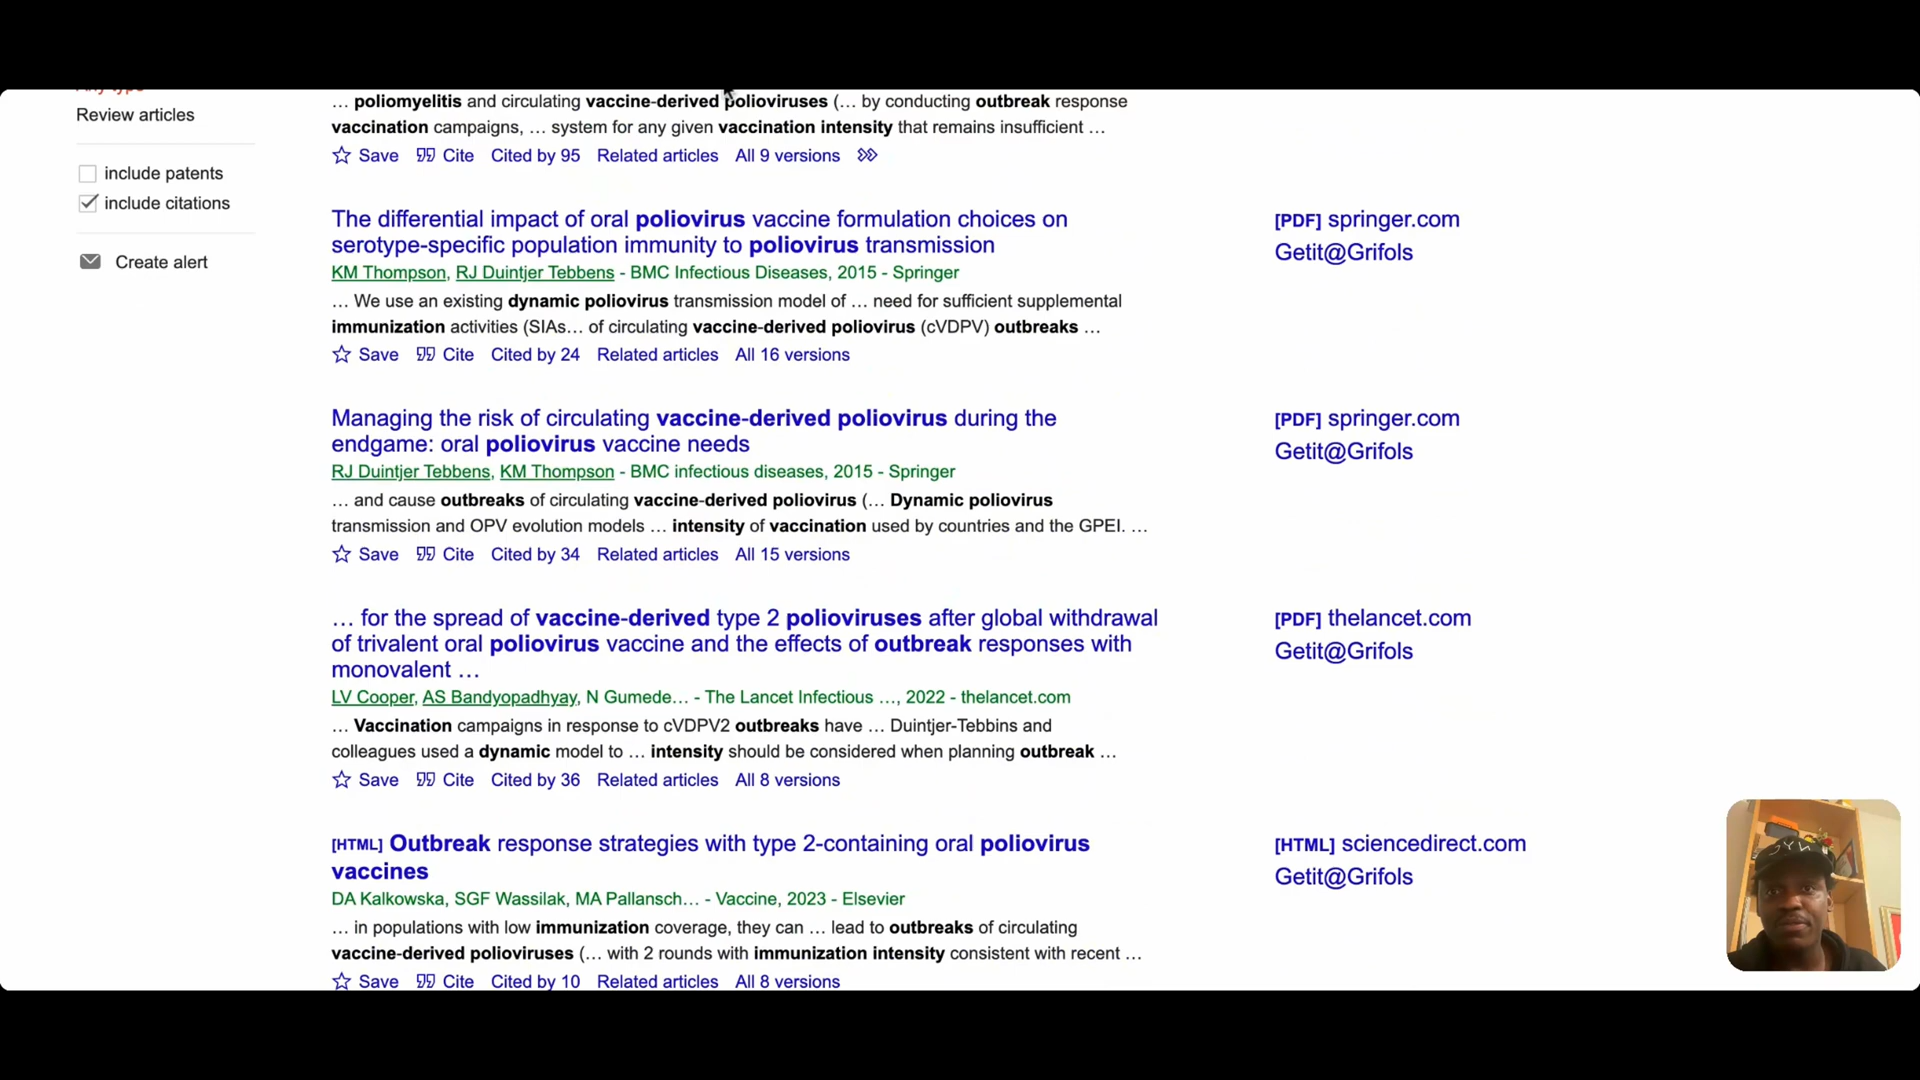 Any type
Review articles
include patents
include citations
Create alert
… poliomyelitis and circulating vaccine-derived polioviruses (… by conducting outbreak response
vaccination campaigns, … system for any given vaccination intensity that remains insufficient …
Save Cite Cited by 95 Related articles All 9 versions
The differential impact of oral poliovirus vaccine formulation choices on
serotype-specific population immunity to poliovirus transmission
KM Thompson, RJ Duintjer Tebbens - BMC Infectious Diseases, 2015 - Springer
… We use an existing dynamic poliovirus transmission model of … need for sufficient supplemental
immunization activities (SIAs… of circulating vaccine-derived poliovirus (cVDPV) outbreaks …
Save Cite Cited by 24 Related articles All 16 versions
[PDF] springer.com
Getit@Grifols
Managing the risk of circulating vaccine-derived poliovirus during the
endgame: oral poliovirus vaccine needs
RJ Duintjer Tebbens, KM Thompson - BMC infectious diseases, 2015 - Springer
… and cause outbreaks of circulating vaccine-derived poliovirus (… Dynamic poliovirus
transmission and OPV evolution models … intensity of vaccination used by countries and the GPEI. …
Save Cite Cited by 34 Related articles All 15 versions
[PDF] springer.com
Getit@Grifols
… for the spread of vaccine-derived type 2 polioviruses after global withdrawal
of trivalent oral poliovirus vaccine and the effects of outbreak responses with
monovalent …
LV Cooper, AS Bandyopadhyay, N Gumede… - The Lancet Infectious …, 2022 - thelancet.com
… Vaccination campaigns in response to cVDPV2 outbreaks have … Duintjer-Tebbins and
colleagues used a dynamic model to … intensity should be considered when planning outbreak …
Save Cite Cited by 36 Related articles All 8 versions
[PDF] thelancet.com
Getit@Grifols
[HTML] Outbreak response strategies with type 2-containing oral poliovirus
vaccines
DA Kalkowska, SGF Wassilak, MA Pallansch… - Vaccine, 2023 - Elsevier
… in populations with low immunization coverage, they can … lead to outbreaks of circulating
vaccine-derived polioviruses (… with 2 rounds with immunization intensity consistent with recent …
Save Cite Cited by 10 Related articles All 8 versions
[HTML] sciencedirect.com
Getit@Grifols